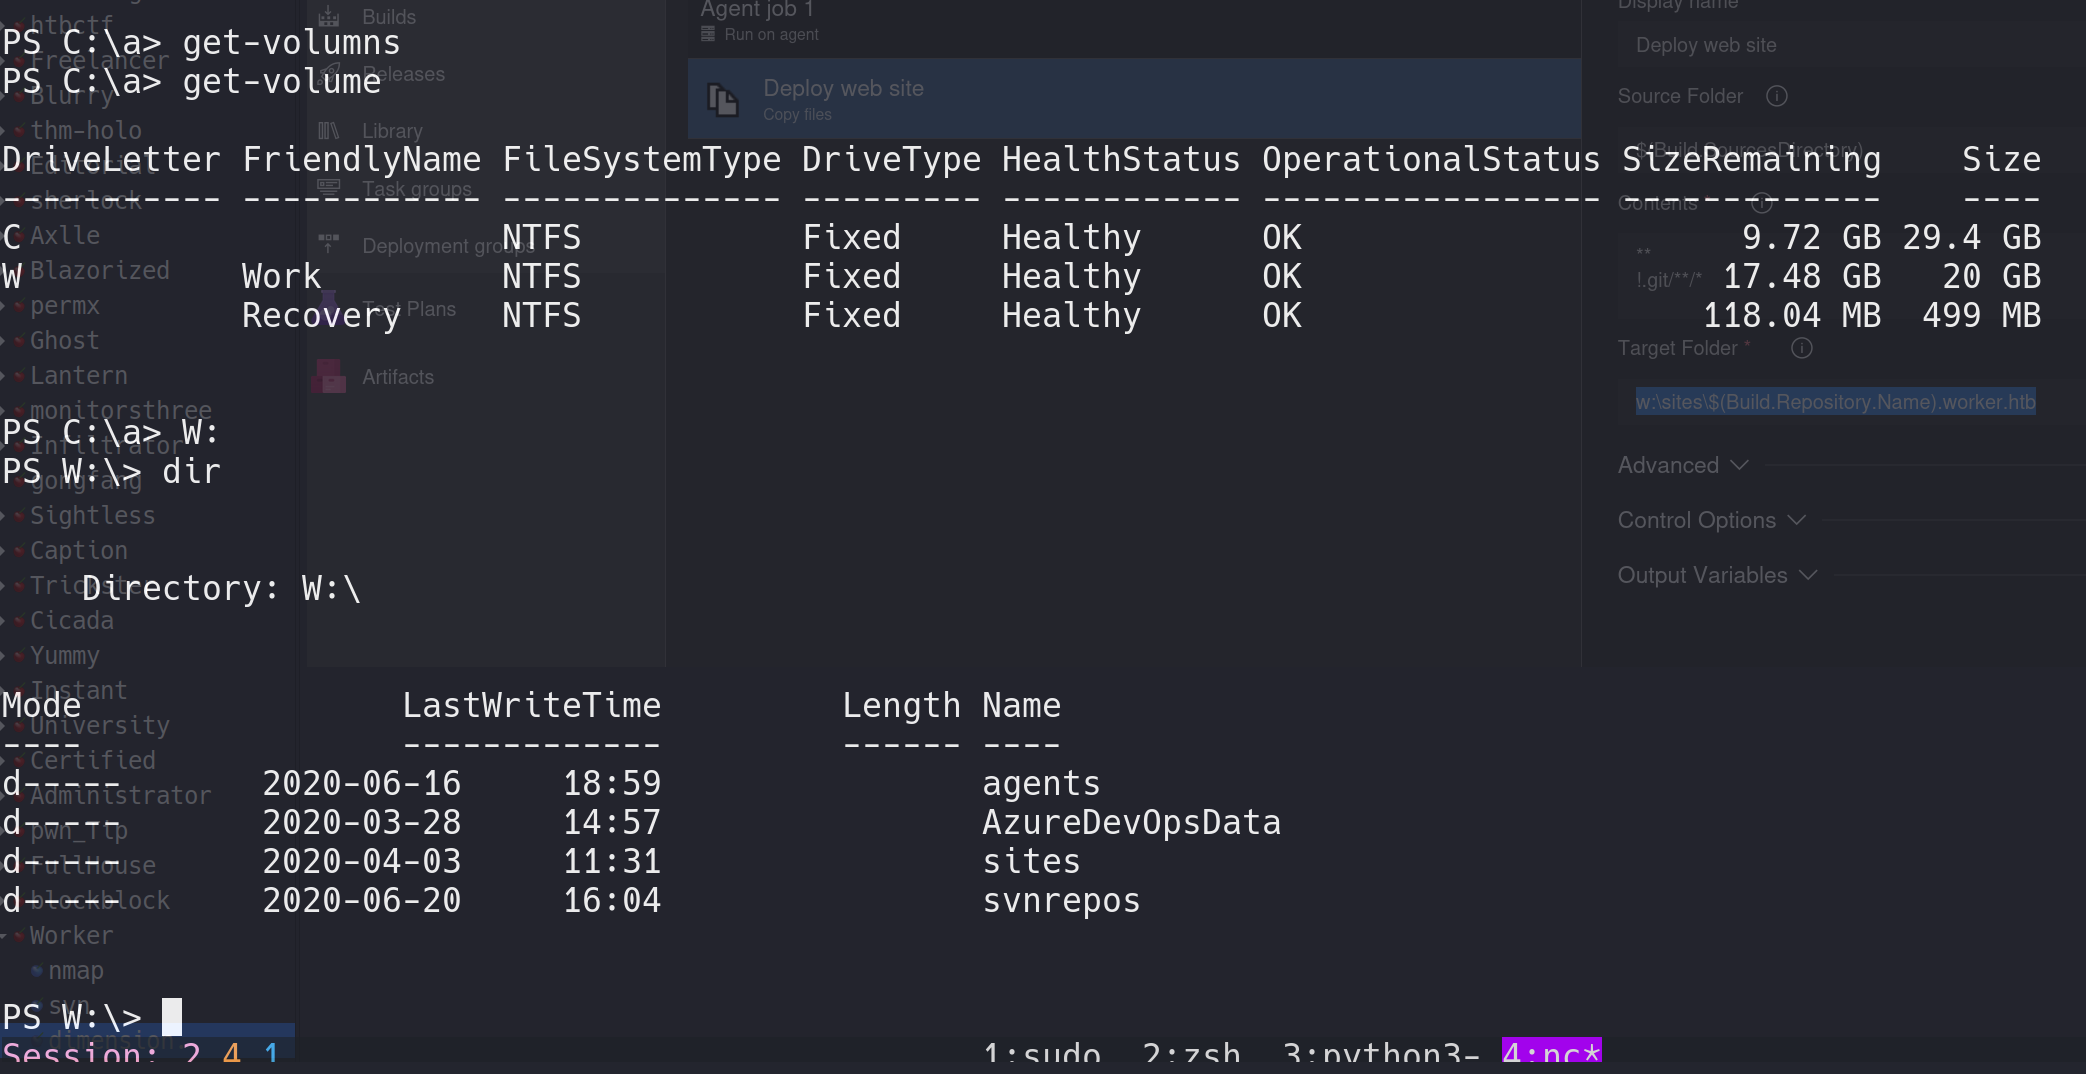 PS C:\a> get-volumns
PS C:\a> get-volume
DriveLetter FriendlyName FileSystemType DriveType HealthStatus OperationalStatus SizeRemaining Size
----------- ------------ -------------- --------- ------------ ----------------- ------------- ----
C NTFS Fixed Healthy OK 9.72 GB 29.4 GB
W Work NTFS Fixed Healthy OK 17.48 GB 20 GB
Recovery NTFS Fixed Healthy OK 118.04 MB 499 MB
PS C:\a> W:
PS W:\> dir
Directory: W:\
Mode LastWriteTime Length Name
---- ------------- ------ ----
d----- 2020-06-16 18:59 agents
d----- 2020-03-28 14:57 AzureDevOpsData
d----- 2020-04-03 11:31 sites
d----- 2020-06-20 16:04 svnrepos
PS W:\>
Session: 2 4 1 1:sudo 2:zsh 3:python3- 4:nc*
htbctf
Freelancer
Blurry
thm-holo
Editorial
sherlock
Axlle
Blazorized
permx
Ghost
Lantern
monitorsthree
Infiltrator
gongfang
Sightless
Caption
Trickster
Cicada
Yummy
Instant
University
Certified
Administrator
FullHouse
blockblock
Worker
nmap
svn
dimension
Builds
Releases
Library
Task groups
Deployment groups
Test Plans
Artifacts
Agent job 1
Run on agent
Deploy web site
Copy files
Display name
Deploy web site
Source Folder
$(Build.SourcesDirectory)
Contents
**
!.git/**/*
Target Folder *
w:\sites\$(Build.Repository.Name).worker.htb
Advanced
Control Options
Output Variables